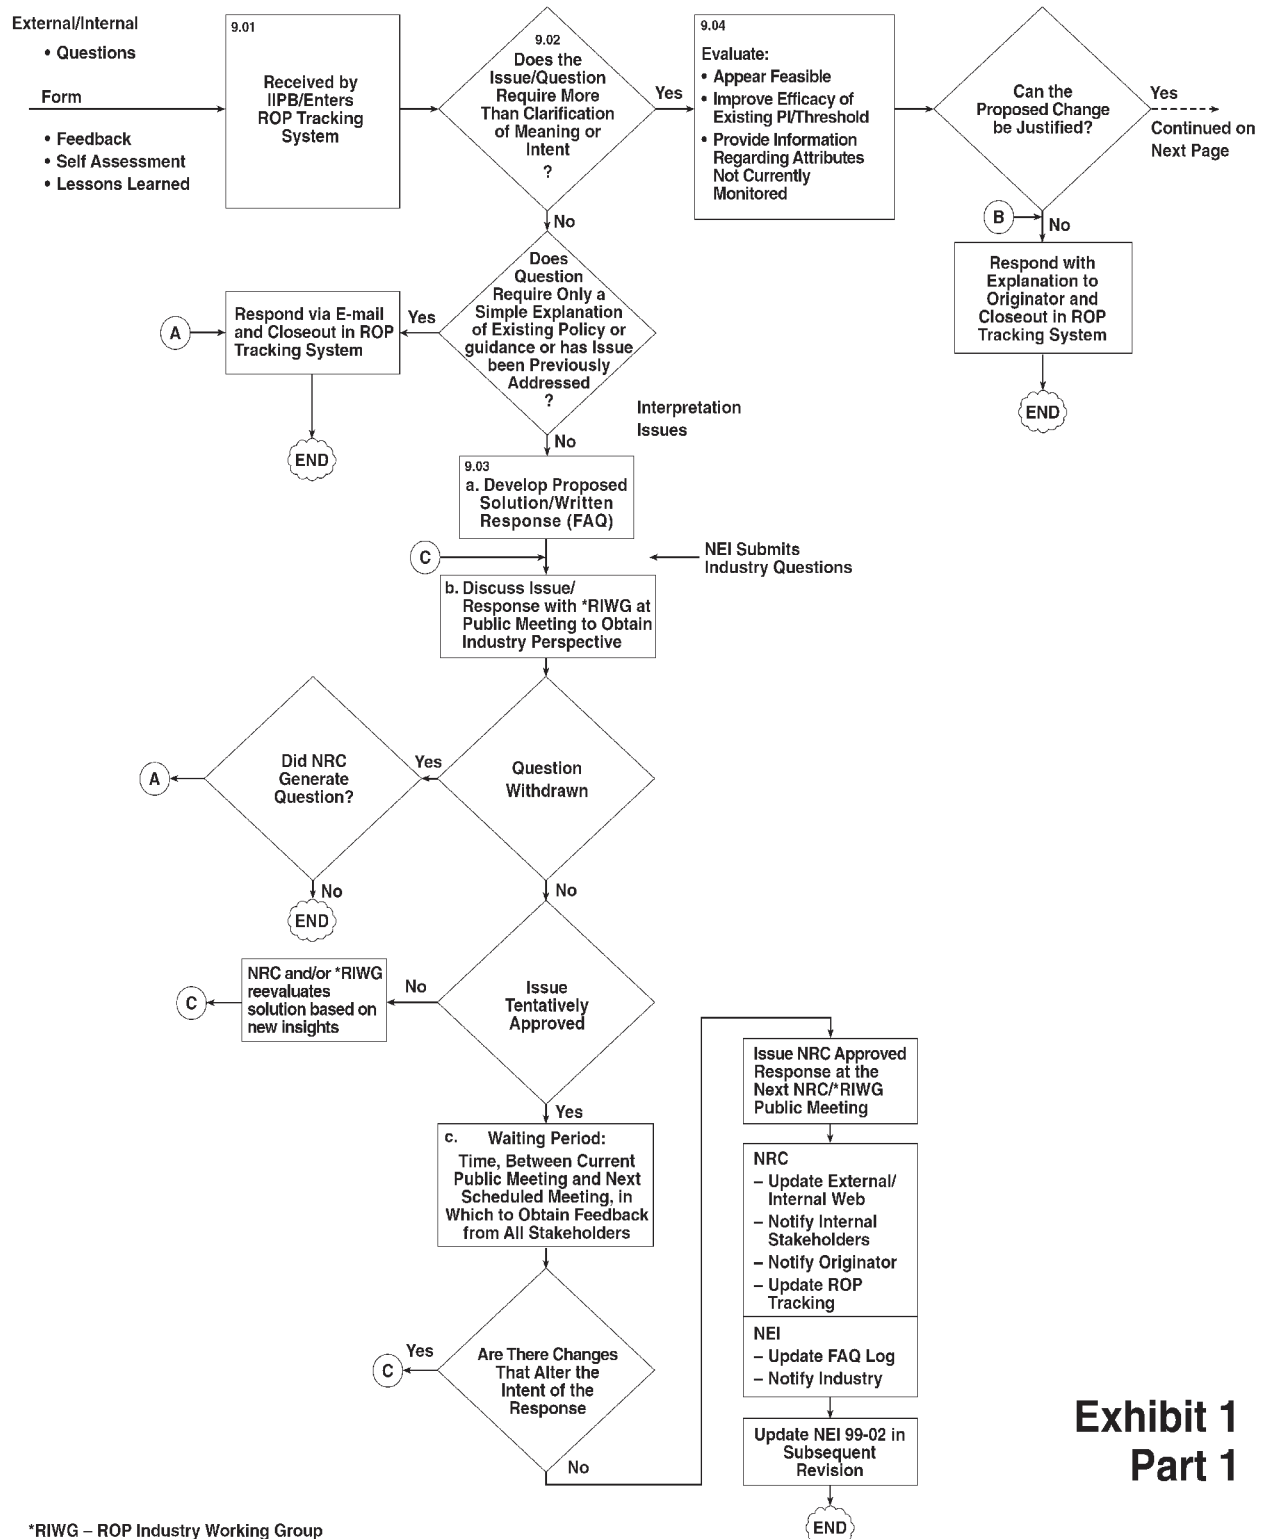 External/Internal
• Questions
Form
• Feedback
• Self Assessment
• Lessons Learned
9.01
Received by
IIPB/Enters
ROP Tracking
System
9.02
Does the
Issue/Question
Require More
Than Clarification
of Meaning or
Intent
?
Yes
No
9.04
Evaluate:
• Appear Feasible
• Improve Efficacy of
Existing PI/Threshold
• Provide Information
Regarding Attributes
Not Currently
Monitored
Can the
Proposed Change
be Justified?
Yes
Continued on
Next Page
B
No
Respond with
Explanation to
Originator and
Closeout in ROP
Tracking System
END
Does
Question
Require Only a
Simple Explanation
of Existing Policy or
guidance or has Issue
been Previously
Addressed
?
Yes
A
Respond via E-mail
and Closeout in ROP
Tracking System
END
Interpretation
Issues
No
9.03
a. Develop Proposed
Solution/Written
Response (FAQ)
C
NEI Submits
Industry Questions
b. Discuss Issue/
Response with *RIWG at
Public Meeting to Obtain
Industry Perspective
Question
Withdrawn
Yes
Did NRC
Generate
Question?
A
No
END
No
Issue
Tentatively
Approved
No
NRC and/or *RIWG
reevaluates
solution based on
new insights
C
Yes
c. Waiting Period:
Time, Between Current
Public Meeting and Next
Scheduled Meeting, in
Which to Obtain Feedback
from All Stakeholders
Are There Changes
That Alter the
Intent of the
Response
Yes
C
No
Issue NRC Approved
Response at the
Next NRC/*RIWG
Public Meeting
NRC
– Update External/
Internal Web
– Notify Internal
Stakeholders
– Notify Originator
– Update ROP
Tracking
NEI
– Update FAQ Log
– Notify Industry
Update NEI 99-02 in
Subsequent
Revision
END
Exhibit 1
Part 1
*RIWG – ROP Industry Working Group